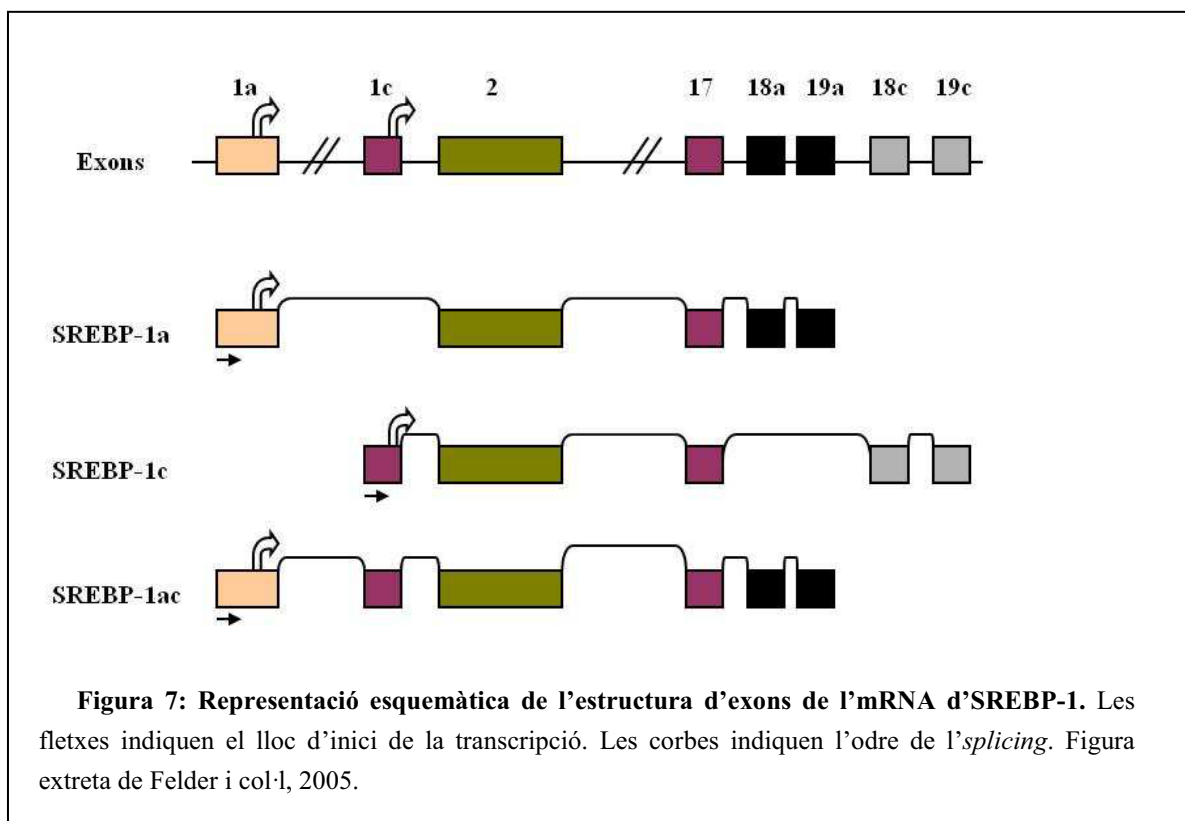 1a 1c 2 17 18a 19a 18c 19c
Exons
SREBP-1a
SREBP-1c
SREBP-1ac
Figura 7: Representació esquemàtica de l’estructura d’exons de l’mRNA d’SREBP-1. Les
fletxes indiquen el lloc d’inici de la transcripció. Les corbes indiquen l’odre de l’splicing. Figura
extreta de Felder i col·l, 2005.